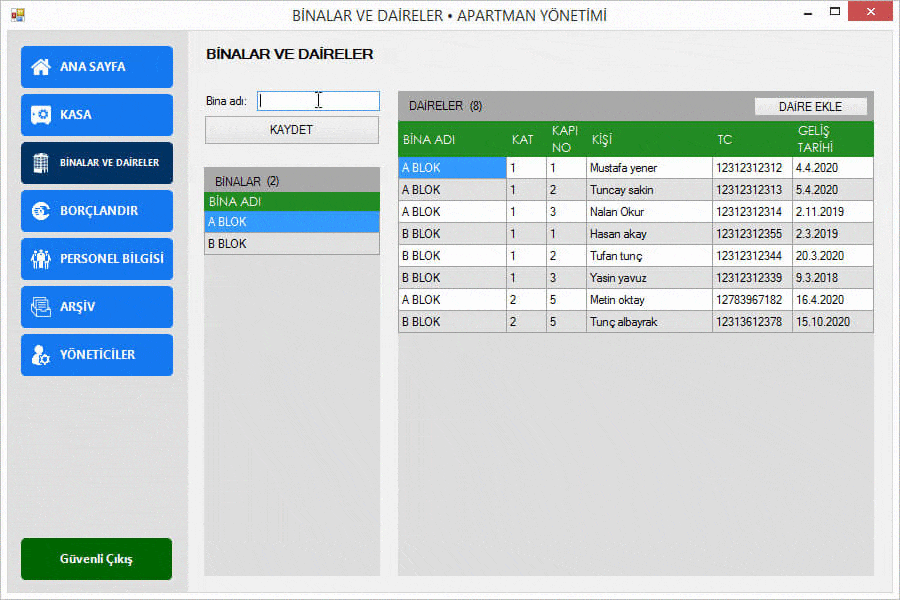 BİNALAR VE DAİRELER • APARTMAN YÖNETİMİ
ANA SAYFA
KASA
BİNALAR VE DAİRELER
BORÇLANDIR
PERSONEL BİLGİSİ
ARŞİV
YÖNETİCİLER
Güvenli Çıkış
BİNALAR VE DAİRELER
Bina adı:
KAYDET
BİNALAR (2)
BİNA ADI
A BLOK
B BLOK
DAİRELER (8) DAİRE EKLE
BİNA ADI KAT KAPI NO KİŞİ TC GELİŞ TARİHİ
A BLOK 1 1 Mustafa yener 12312312312 4.4.2020
A BLOK 1 2 Tuncay sakin 12312312313 5.4.2020
A BLOK 1 3 Nalan Okur 12312312314 2.11.2019
B BLOK 1 1 Hasan akay 12312312355 2.3.2019
B BLOK 1 2 Tufan tunç 12312312344 20.3.2020
B BLOK 1 3 Yasin yavuz 12312312339 9.3.2018
A BLOK 2 5 Metin oktay 12783967182 16.4.2020
B BLOK 2 5 Tunç albayrak 12313612378 15.10.2020